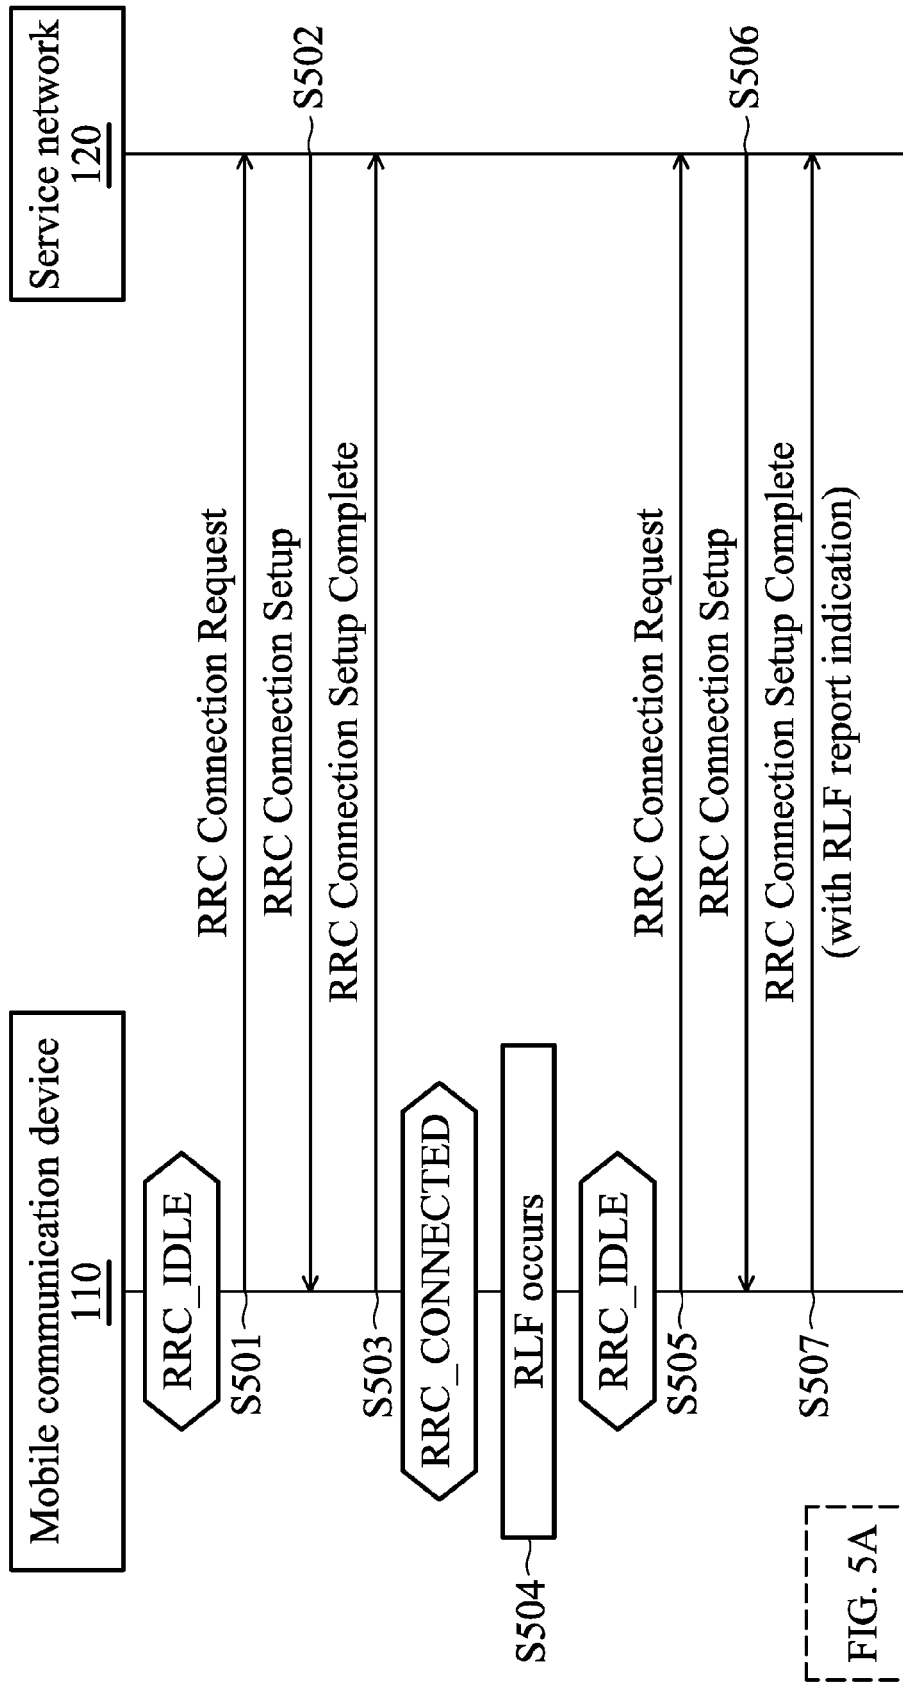 Mobile communication device
110
Service network
120
RRC_IDLE
S501
RRC Connection Request
RRC Connection Setup
S502
RRC Connection Setup Complete
S503
RRC_CONNECTED
S504
RLF occurs
RRC_IDLE
RRC Connection Request
S505
RRC Connection Setup
S506
RRC Connection Setup Complete
(with RLF report indication)
S507
FIG. 5A